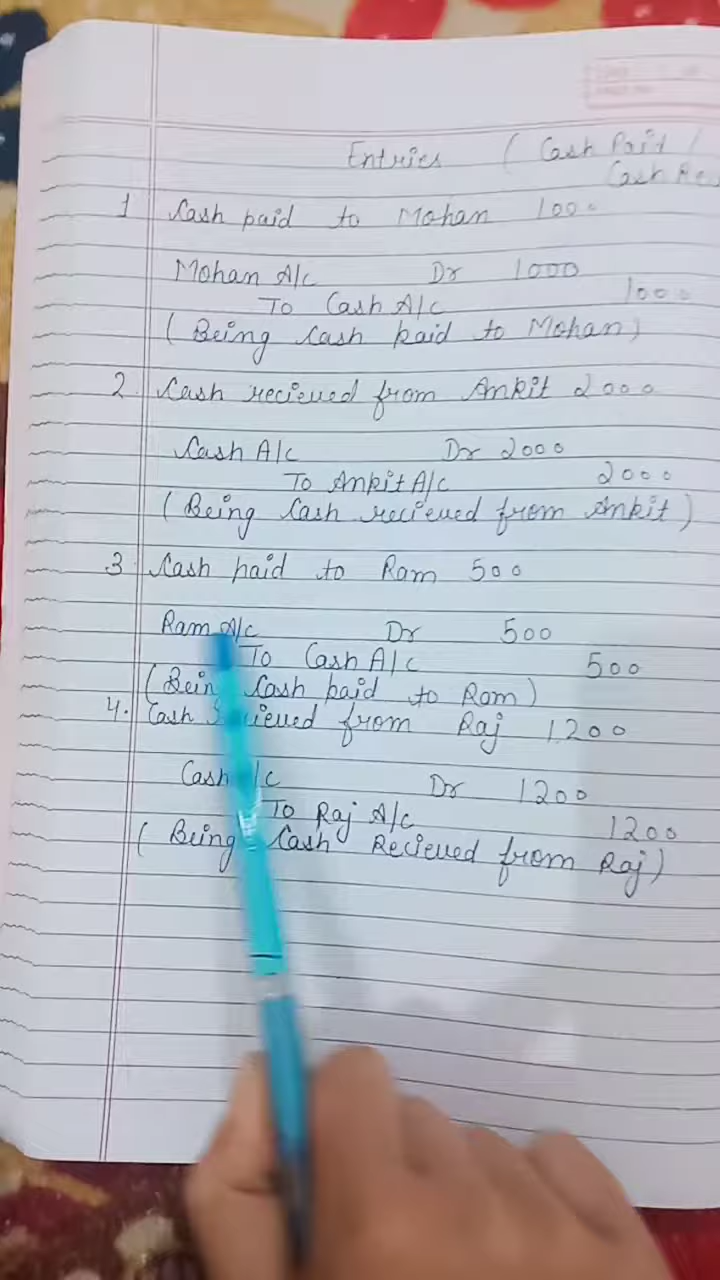 Entries ( Cash Paid /
Cash Re
1 Cash paid to Mohan 1000
Mohan A/c Dr 1000
To Cash A/c 1000
( Being Cash paid to Mohan)
2. Cash recieved from Ankit 2000
Cash A/c Dr 2000
To Ankit A/c 2000
( Being Cash recieved from Ankit )
3 Cash paid to Ram 500
Ram A/c Dr 500
To Cash A/c 500
( Bein Cash paid to Ram )
4. Cash from Raj 1200
Cash Dr 1200
To Raj A/c 1200
( Being Cash Recieved from Raj )